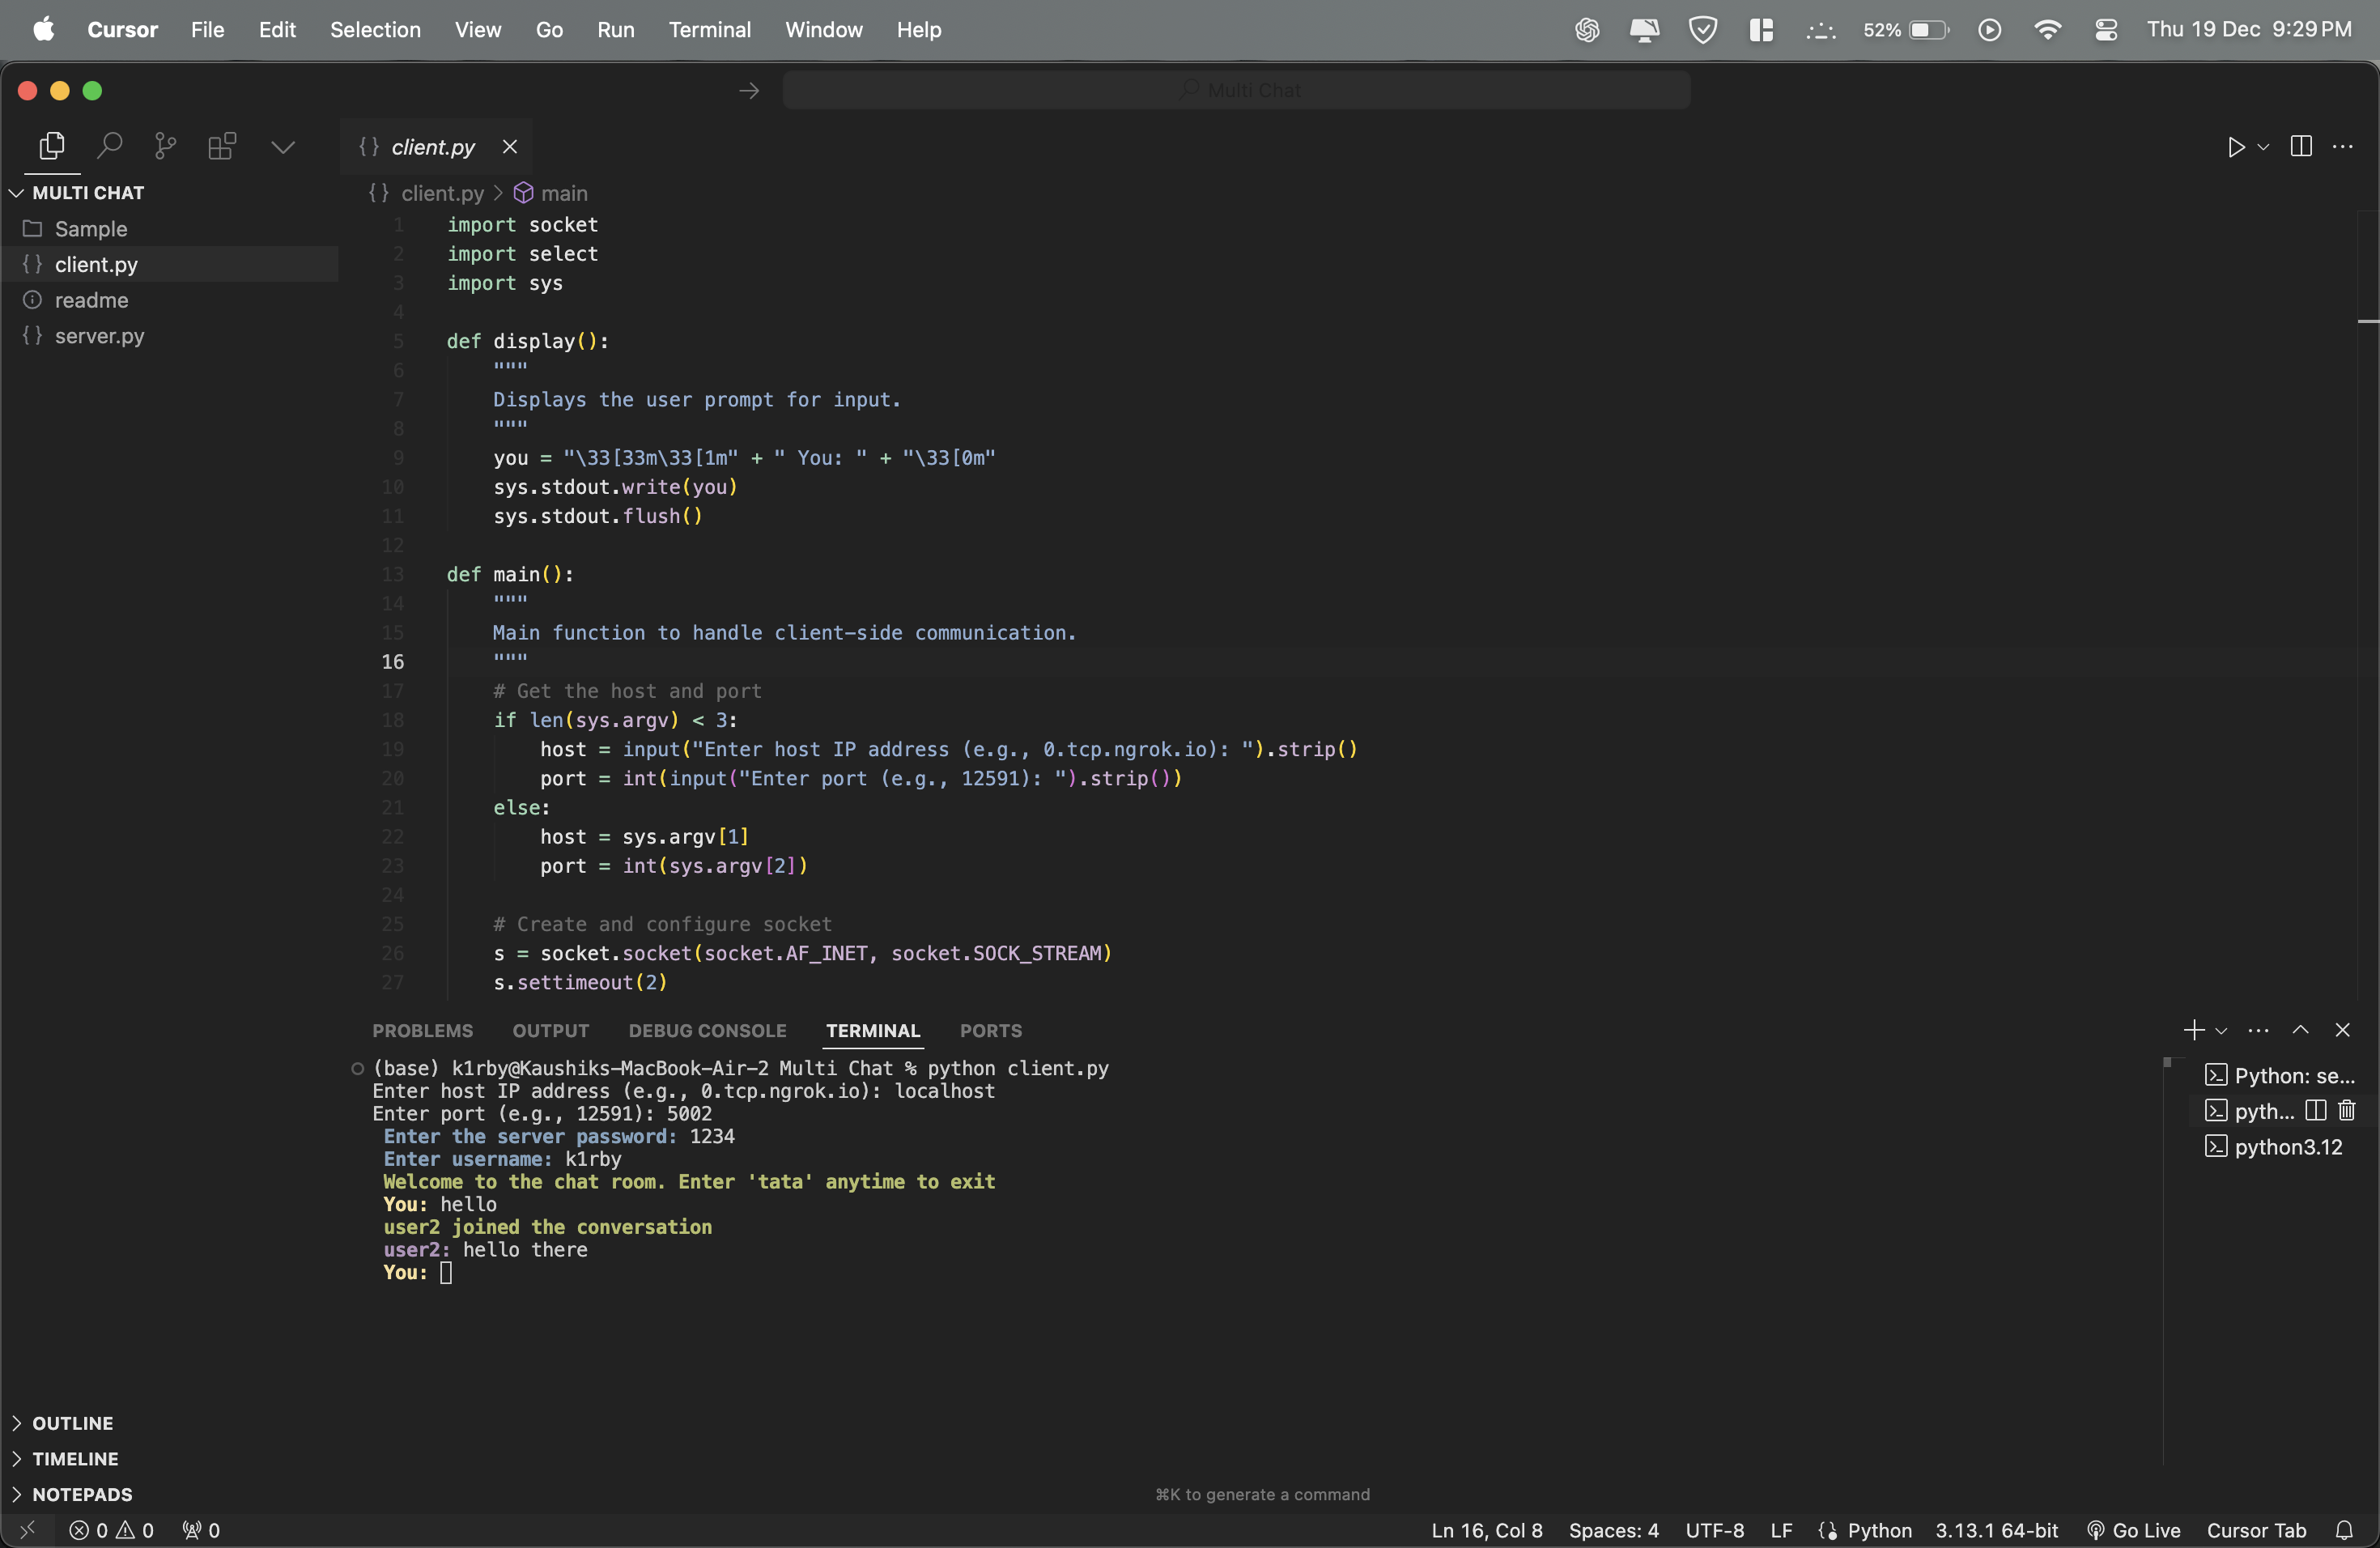 Cursor File Edit Selection View Go Run Terminal Window Help 52% Thu 19 Dec 9:29 PM
Multi Chat
client.py
MULTI CHAT
Sample
client.py
readme
server.py
client.py > main
1 import socket
2 import select
3 import sys
4
5 def display():
6 """
7 Displays the user prompt for input.
8 """
9 you = "\33[33m\33[1m" + " You: " + "\33[0m"
10 sys.stdout.write(you)
11 sys.stdout.flush()
12
13 def main():
14 """
15 Main function to handle client-side communication.
16 """
17 # Get the host and port
18 if len(sys.argv) < 3:
19 host = input("Enter host IP address (e.g., 0.tcp.ngrok.io): ").strip()
20 port = int(input("Enter port (e.g., 12591): ").strip())
21 else:
22 host = sys.argv[1]
23 port = int(sys.argv[2])
24
25 # Create and configure socket
26 s = socket.socket(socket.AF_INET, socket.SOCK_STREAM)
27 s.settimeout(2)
PROBLEMS OUTPUT DEBUG CONSOLE TERMINAL PORTS
(base) k1rby@Kaushiks-MacBook-Air-2 Multi Chat % python client.py
Enter host IP address (e.g., 0.tcp.ngrok.io): localhost
Enter port (e.g., 12591): 5002
Enter the server password: 1234
Enter username: k1rby
Welcome to the chat room. Enter 'tata' anytime to exit
You: hello
user2 joined the conversation
user2: hello there
You:
Python: se...
pyth...
python3.12
OUTLINE
TIMELINE
NOTEPADS
⌘K to generate a command
0 0 0 Ln 16, Col 8 Spaces: 4 UTF-8 LF Python 3.13.1 64-bit Go Live Cursor Tab